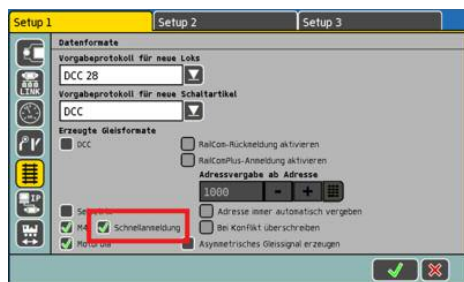 Setup 1
Setup 2
Setup 3
Datenformate
Vorgabeprotokoll für neue Loks
DCC 28
Vorgabeprotokoll für neue Schaltartikel
DCC
Erzeugte Gleisformate
DCC
RailCom-Rückmeldung aktivieren
RailComPlus-Anmeldung aktivieren
Adressvergabe ab Adresse
1000 - +
Adresse immer automatisch vergeben
M4 Schnellanmeldung
Bei Konflikt überschreiben
Motorola
Asymmetrisches Gleissignal erzeugen
LINK
IP